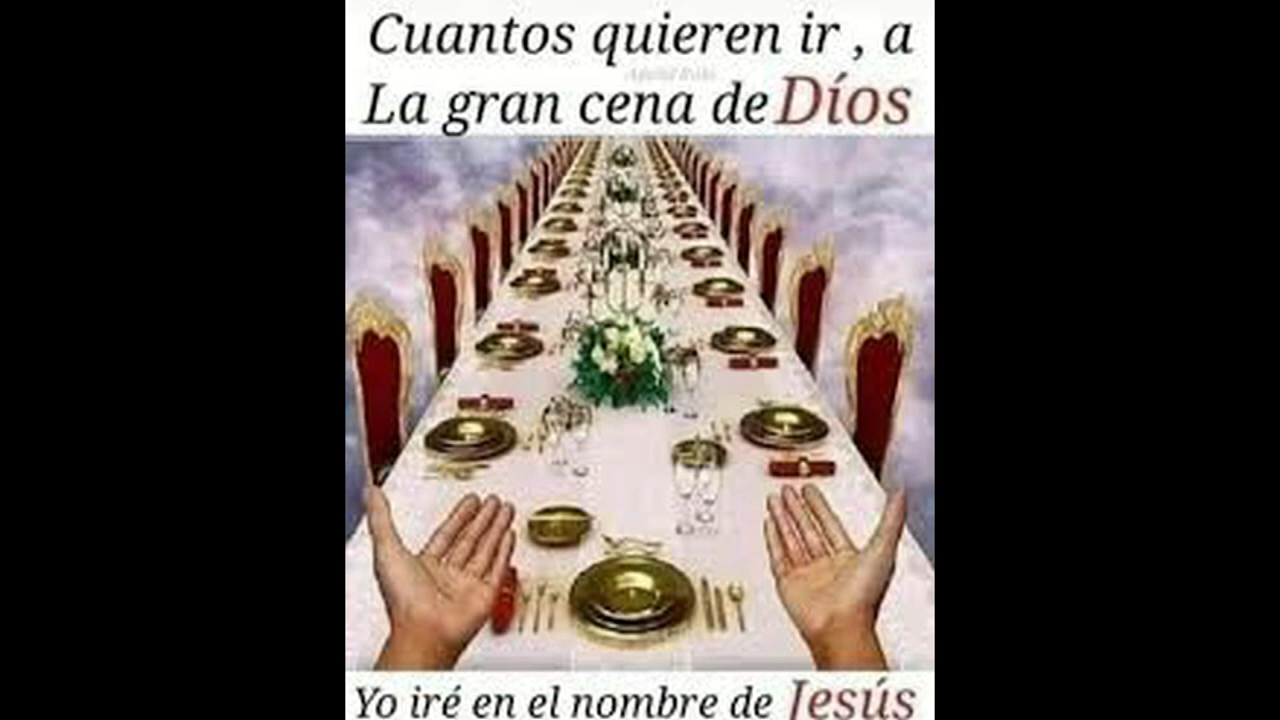 Cuantos quieren ir , a
La gran cena de Díos
Yo iré en el nombre de Jesús